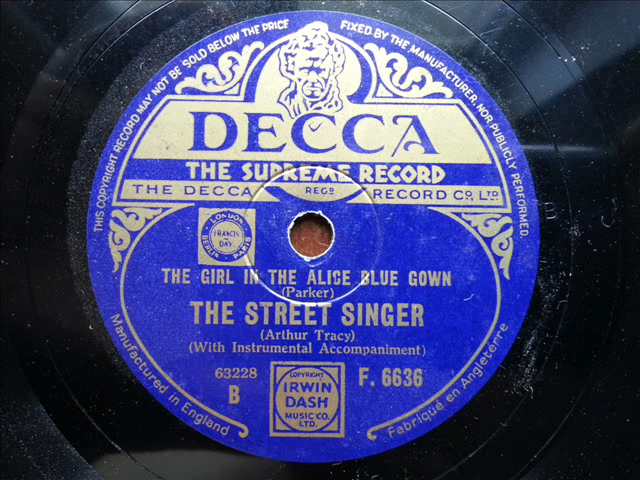 THIS COPYRIGHT RECORD MAY NOT BE SOLD BELOW THE PRICE FIXED BY THE MANUFACTURER, NOR PUBLICLY PERFORMED.
DECCA
THE SUPREME RECORD
THE DECCA REGD RECORD CO. LTD.
LONDON
FRANCIS
&
DAY
BERLIN PARIS
THE GIRL IN THE ALICE BLUE GOWN
(Parker)
THE STREET SINGER
(Arthur Tracy)
(With Instrumental Accompaniment)
63228
B
COPYRIGHT
IRWIN
DASH
MUSIC CO.
LTD.
F. 6636
Manufactured in England
Fabriqué en Angleterre